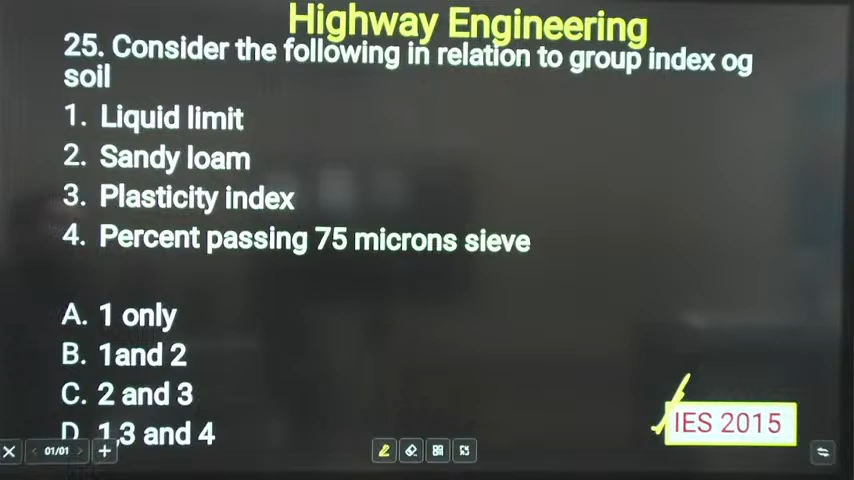 Highway Engineering
25. Consider the following in relation to group index og
soil
1. Liquid limit
2. Sandy loam
3. Plasticity index
4. Percent passing 75 microns sieve
A. 1 only
B. 1and 2
C. 2 and 3
D 1,3 and 4
IES 2015
01/01